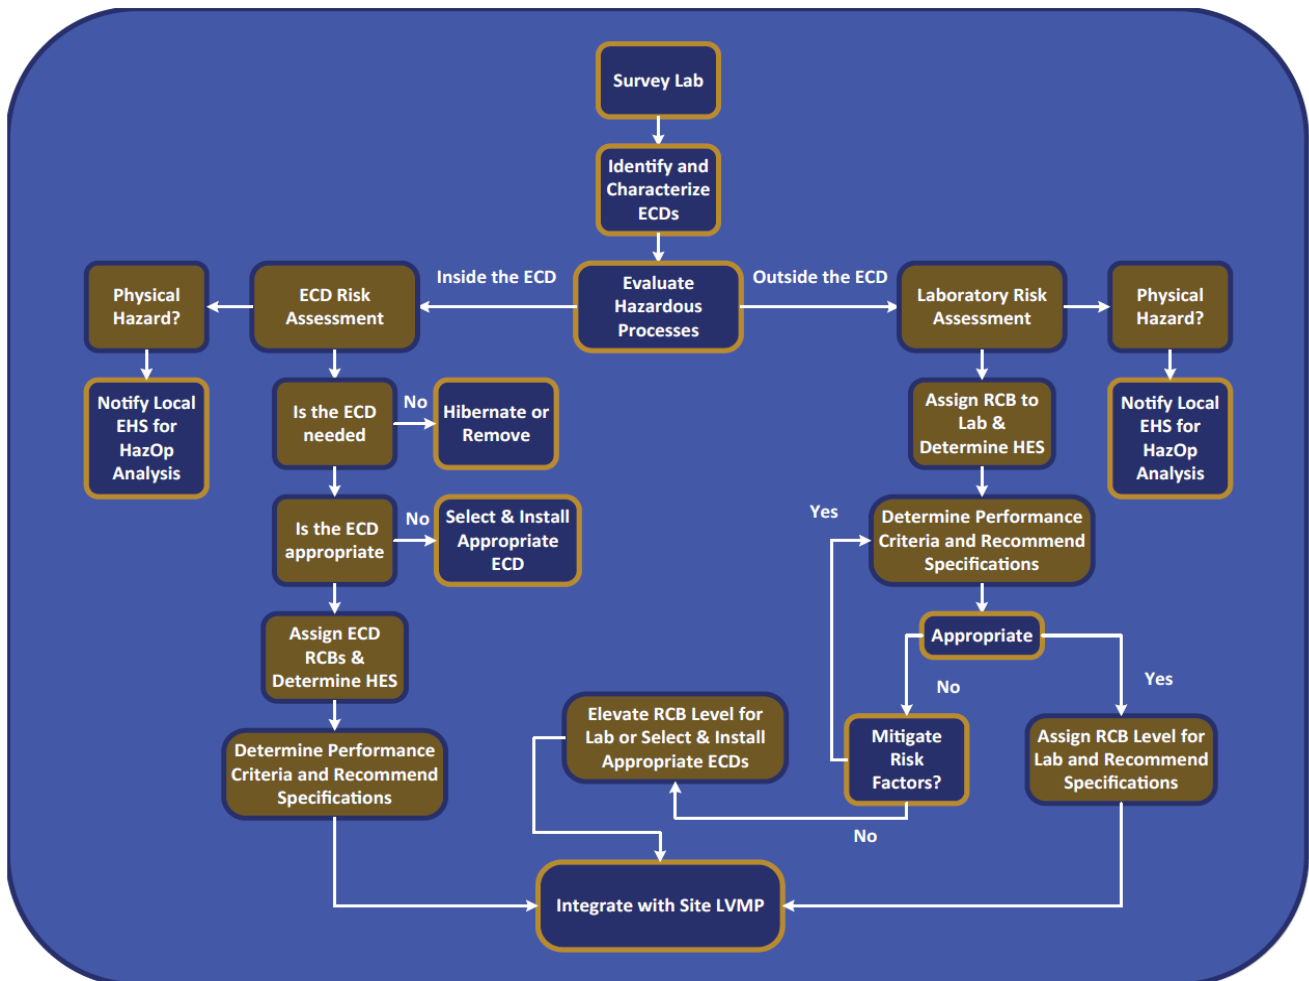 Survey Lab
Identify and
Characterize
ECDs
Inside the ECD
Evaluate
Hazardous
Processes
Outside the ECD
Physical
Hazard?
ECD Risk
Assessment
Laboratory Risk
Assessment
Physical
Hazard?
Notify Local
EHS for
HazOp
Analysis
Is the ECD
needed
No
Hibernate or
Remove
Assign RCB to
Lab &
Determine HES
Notify Local
EHS for
HazOp
Analysis
Is the ECD
appropriate
No
Select & Install
Appropriate
ECD
Yes
Determine Performance
Criteria and Recommend
Specifications
Assign ECD
RCBs &
Determine HES
Appropriate
No
Yes
Determine Performance
Criteria and Recommend
Specifications
Elevate RCB Level for
Lab or Select & Install
Appropriate ECDs
Mitigate
Risk
Factors?
Assign RCB Level for
Lab and Recommend
Specifications
No
Integrate with Site LVMP